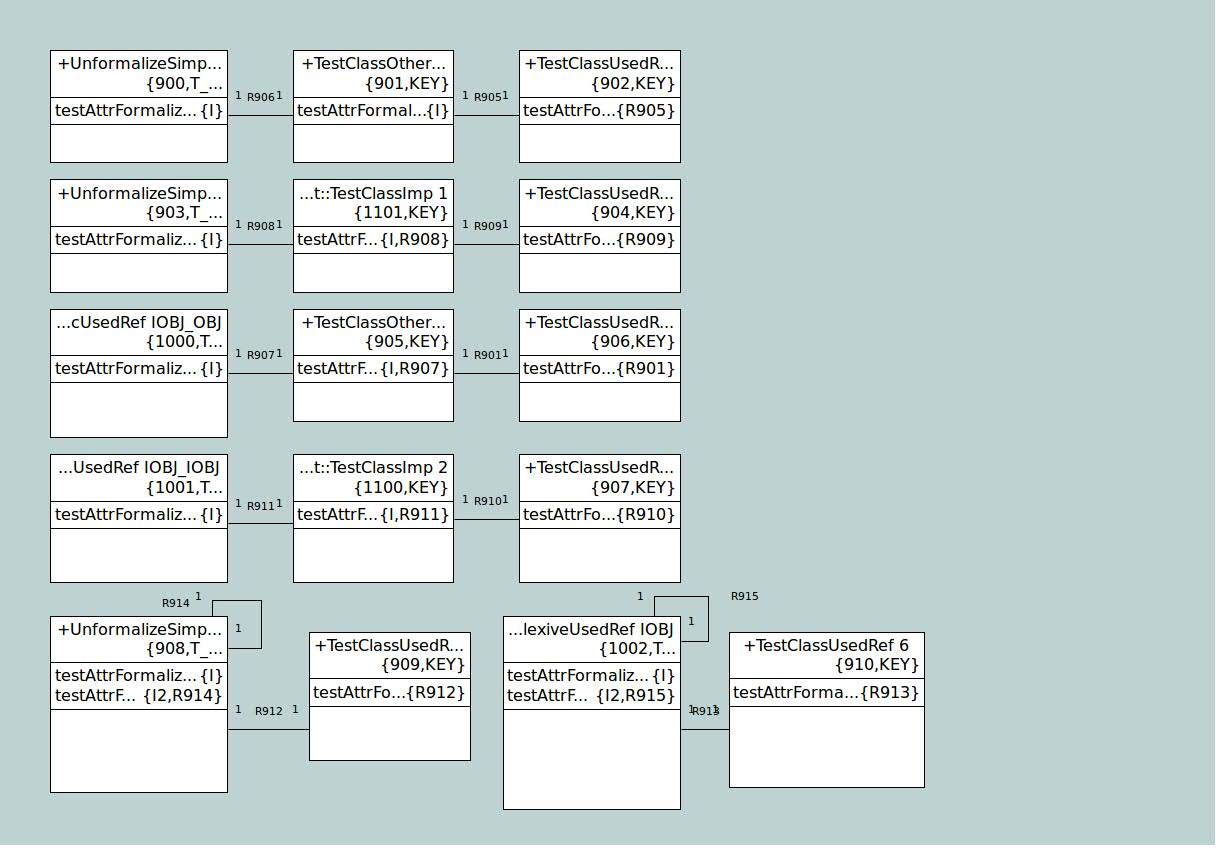 +UnformalizeSimp...
{900,T_...
testAttrFormaliz... {I}
1 R906 1
+TestClassOther...
{901,KEY}
testAttrFormal...{I}
1 R905 1
+TestClassUsedR...
{902,KEY}
testAttrFo...{R905}
+UnformalizeSimp...
{903,T_...
testAttrFormaliz... {I}
1 R908 1
...t::TestClassImp 1
{1101,KEY}
testAttrF...{I,R908}
1 R909 1
+TestClassUsedR...
{904,KEY}
testAttrFo...{R909}
...cUsedRef IOBJ_OBJ
{1000,T...
testAttrFormaliz... {I}
1 R907 1
+TestClassOther...
{905,KEY}
testAttrF...{I,R907}
1 R901 1
+TestClassUsedR...
{906,KEY}
testAttrFo...{R901}
...UsedRef IOBJ_IOBJ
{1001,T...
testAttrFormaliz... {I}
1 R911 1
...t::TestClassImp 2
{1100,KEY}
testAttrF...{I,R911}
1 R910 1
+TestClassUsedR...
{907,KEY}
testAttrFo...{R910}
R914 1
1
+UnformalizeSimp...
{908,T_...
testAttrFormaliz... {I}
testAttrF... {I2,R914}
1 R912 1
+TestClassUsedR...
{909,KEY}
testAttrFo...{R912}
1 R915
1
...lexiveUsedRef IOBJ
{1002,T...
testAttrFormaliz... {I}
testAttrF... {I2,R915}
1 R913 1
+TestClassUsedRef 6
{910,KEY}
testAttrForma...{R913}